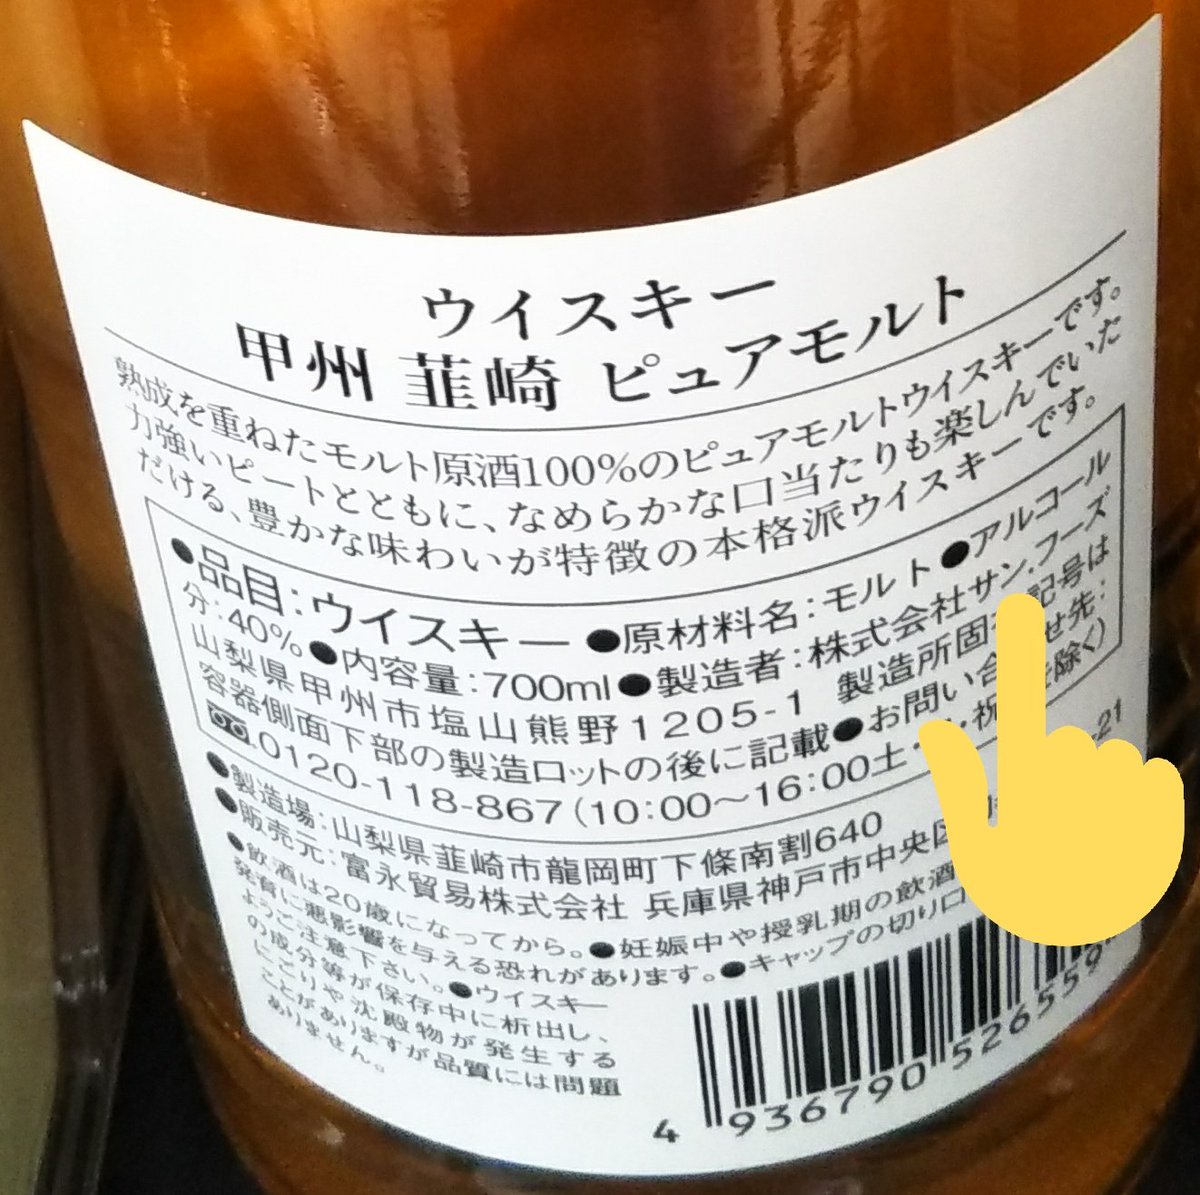 ウイスキー
甲州 韮崎 ピュアモルト
熟成を重ねたモルト原酒100%のピュアモルトウイスキーです。
力強いピートとともに、なめらかな口当たりも楽しんでいた
だける、豊かな味わいが特徴の本格派ウイスキーです。
●品目:ウイスキー ●原材料名:モルト●アルコール
分:40%●内容量:700ml●製造者:株式会社サン.フーズ
山梨県甲州市塩山熊野1205-1 製造所固 記号は
容器側面下部の製造ロットの後に記載●お問い合 せ先:
0120-118-867(10:00〜16:00土・ ・祝 を除く)
●製造場:山梨県韮崎市龍岡町下條南割640
●販売元:富永貿易株式会社 兵庫県神戸市中央区 -21
●飲酒は20歳になってから。●妊娠中や授乳期の飲酒
発育に悪影響を与える恐れがあります。●キャップの切り口
ようご注意下さい。●ウイスキー
の成分等が保存中に析出し、
にごりや沈殿物が発生する
ことがありますが品質には問題
ありません。
4 936790 526559